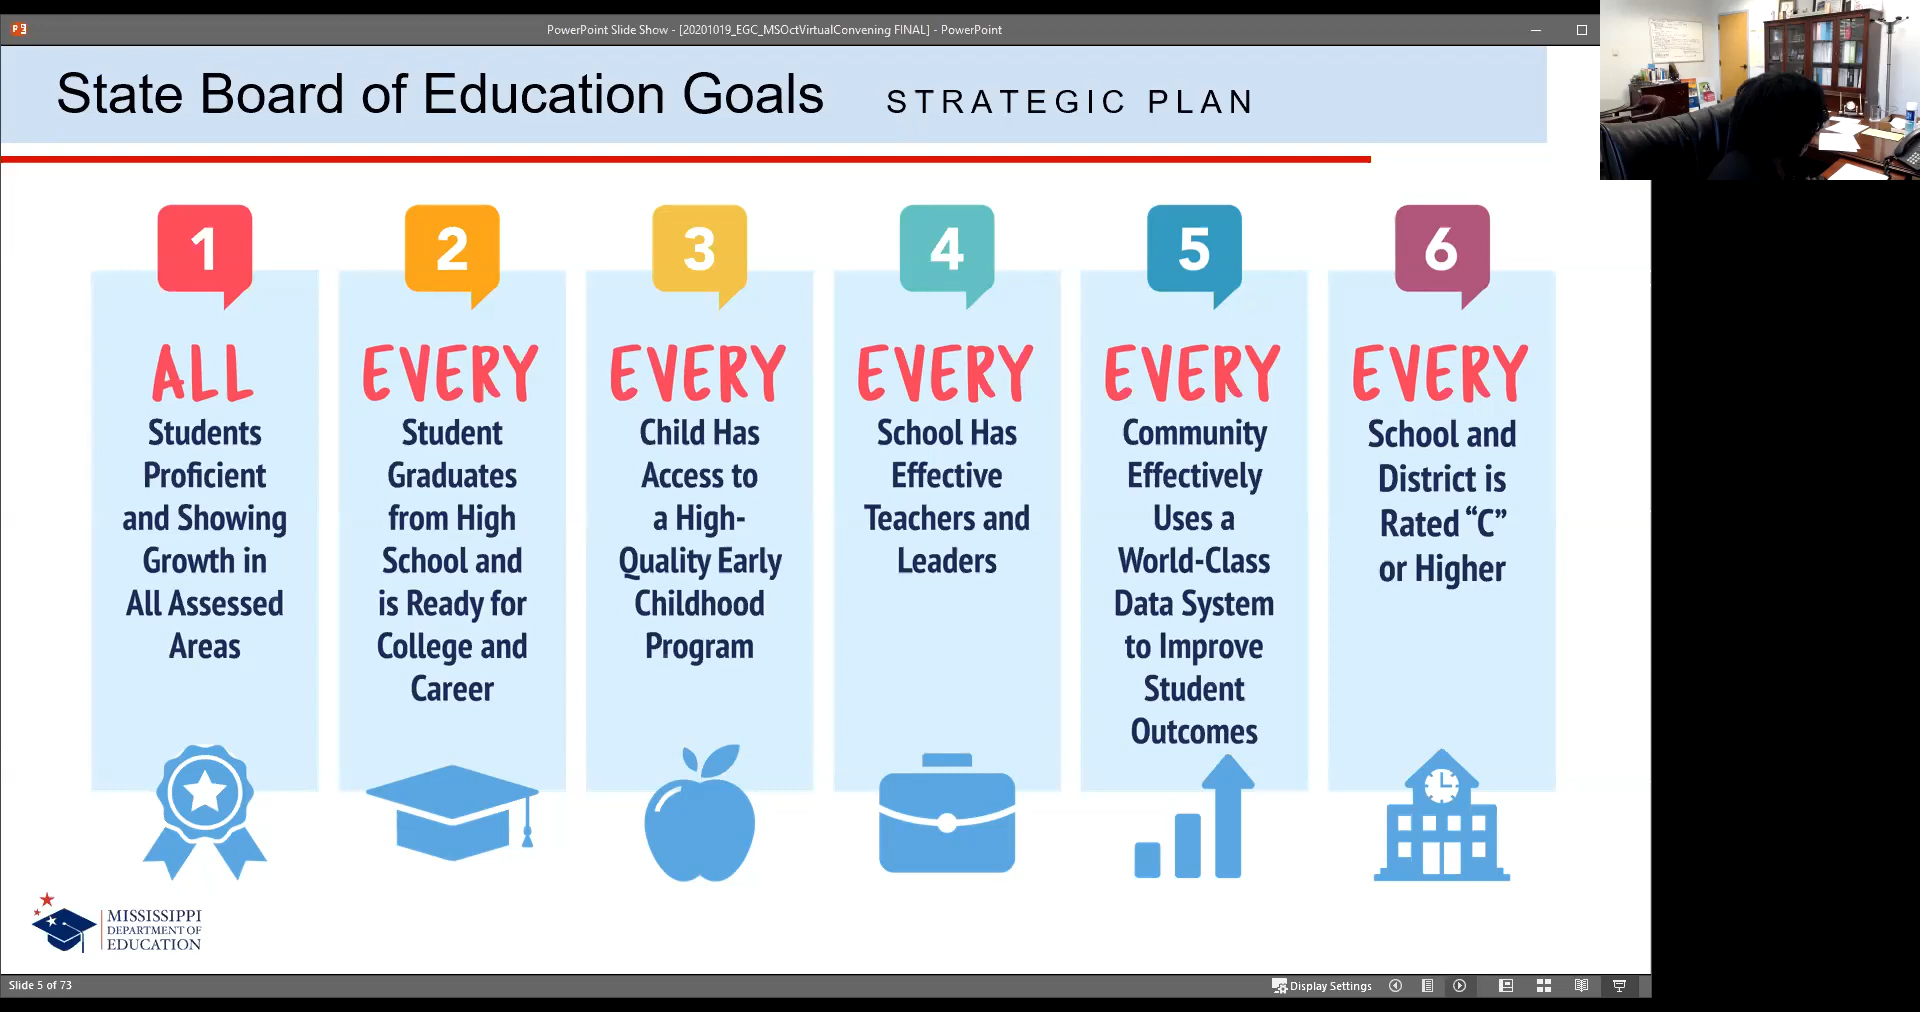 PowerPoint Slide Show - [20201019_EGC_MSOctVirtualConvening FINAL] - PowerPoint
State Board of Education Goals STRATEGIC PLAN
1
ALL
Students
Proficient
and Showing
Growth in
All Assessed
Areas
2
EVERY
Student
Graduates
from High
School and
is Ready for
College and
Career
3
EVERY
Child Has
Access to
a High-
Quality Early
Childhood
Program
4
EVERY
School Has
Effective
Teachers and
Leaders
5
EVERY
Community
Effectively
Uses a
World-Class
Data System
to Improve
Student
Outcomes
6
EVERY
School and
District is
Rated “C”
or Higher
MISSISSIPPI
DEPARTMENT OF
EDUCATION
Slide 5 of 73
Display Settings